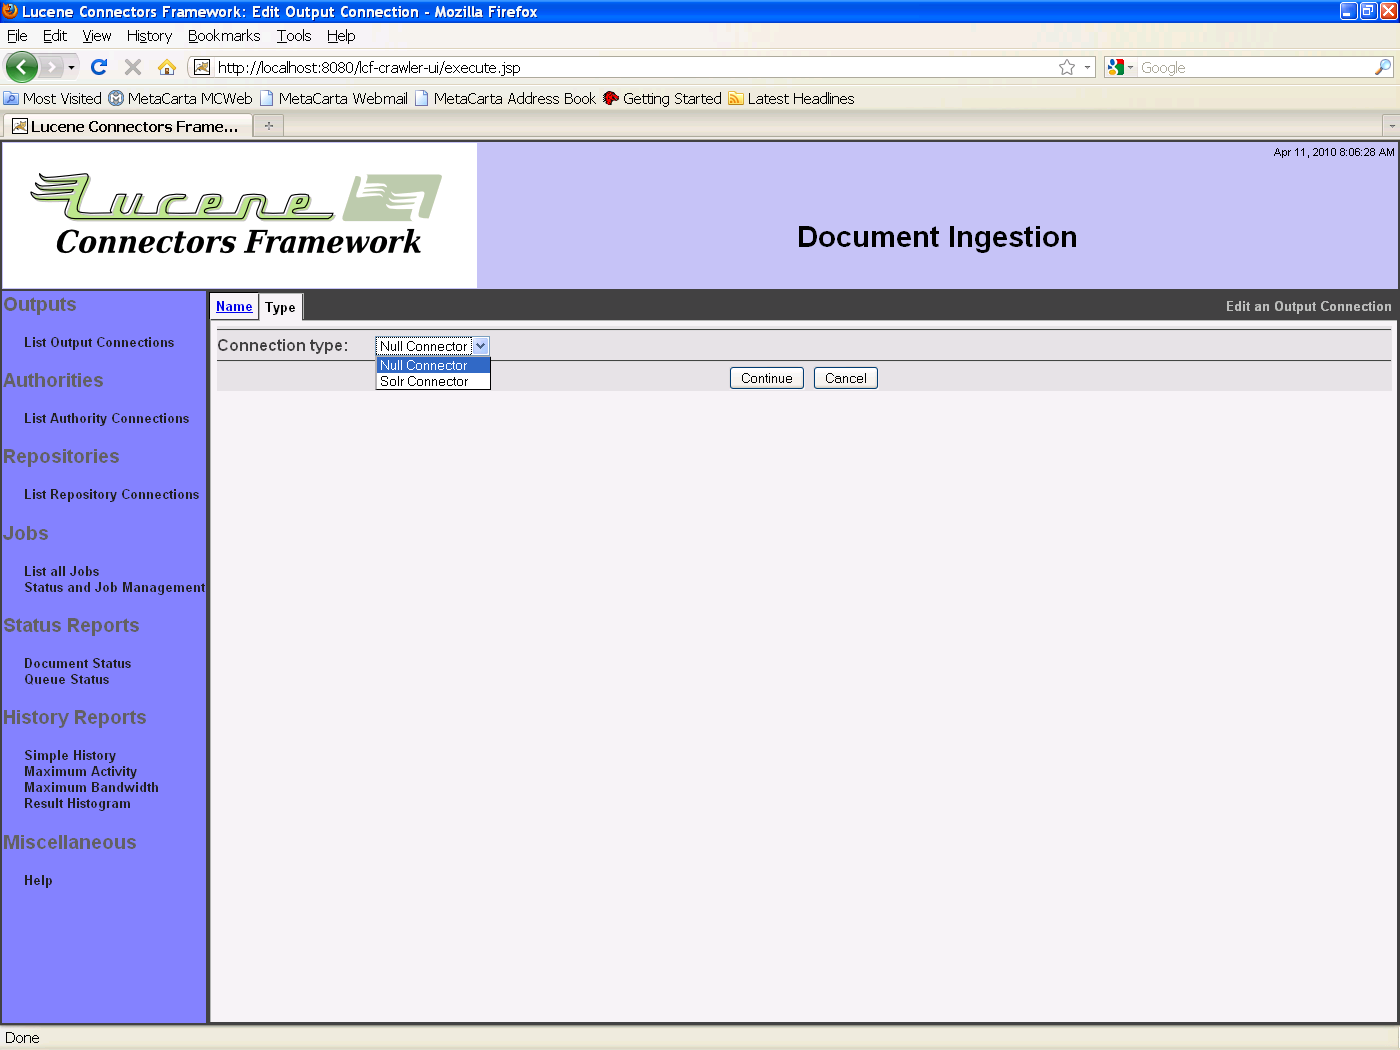 Lucene Connectors Framework: Edit Output Connection - Mozilla Firefox
File Edit View History Bookmarks Tools Help
http://localhost:8080/lcf-crawler-ui/execute.jsp
Google
Most Visited MetaCarta MCWeb MetaCarta Webmail MetaCarta Address Book Getting Started Latest Headlines
Lucene Connectors Frame...
Apr 11, 2010 8:06:28 AM
Lucene
Connectors Framework
Document Ingestion
Outputs
List Output Connections
Authorities
List Authority Connections
Repositories
List Repository Connections
Jobs
List all Jobs
Status and Job Management
Status Reports
Document Status
Queue Status
History Reports
Simple History
Maximum Activity
Maximum Bandwidth
Result Histogram
Miscellaneous
Help
Name Type
Edit an Output Connection
Connection type: Null Connector
Null Connector
Solr Connector
Continue Cancel
Done